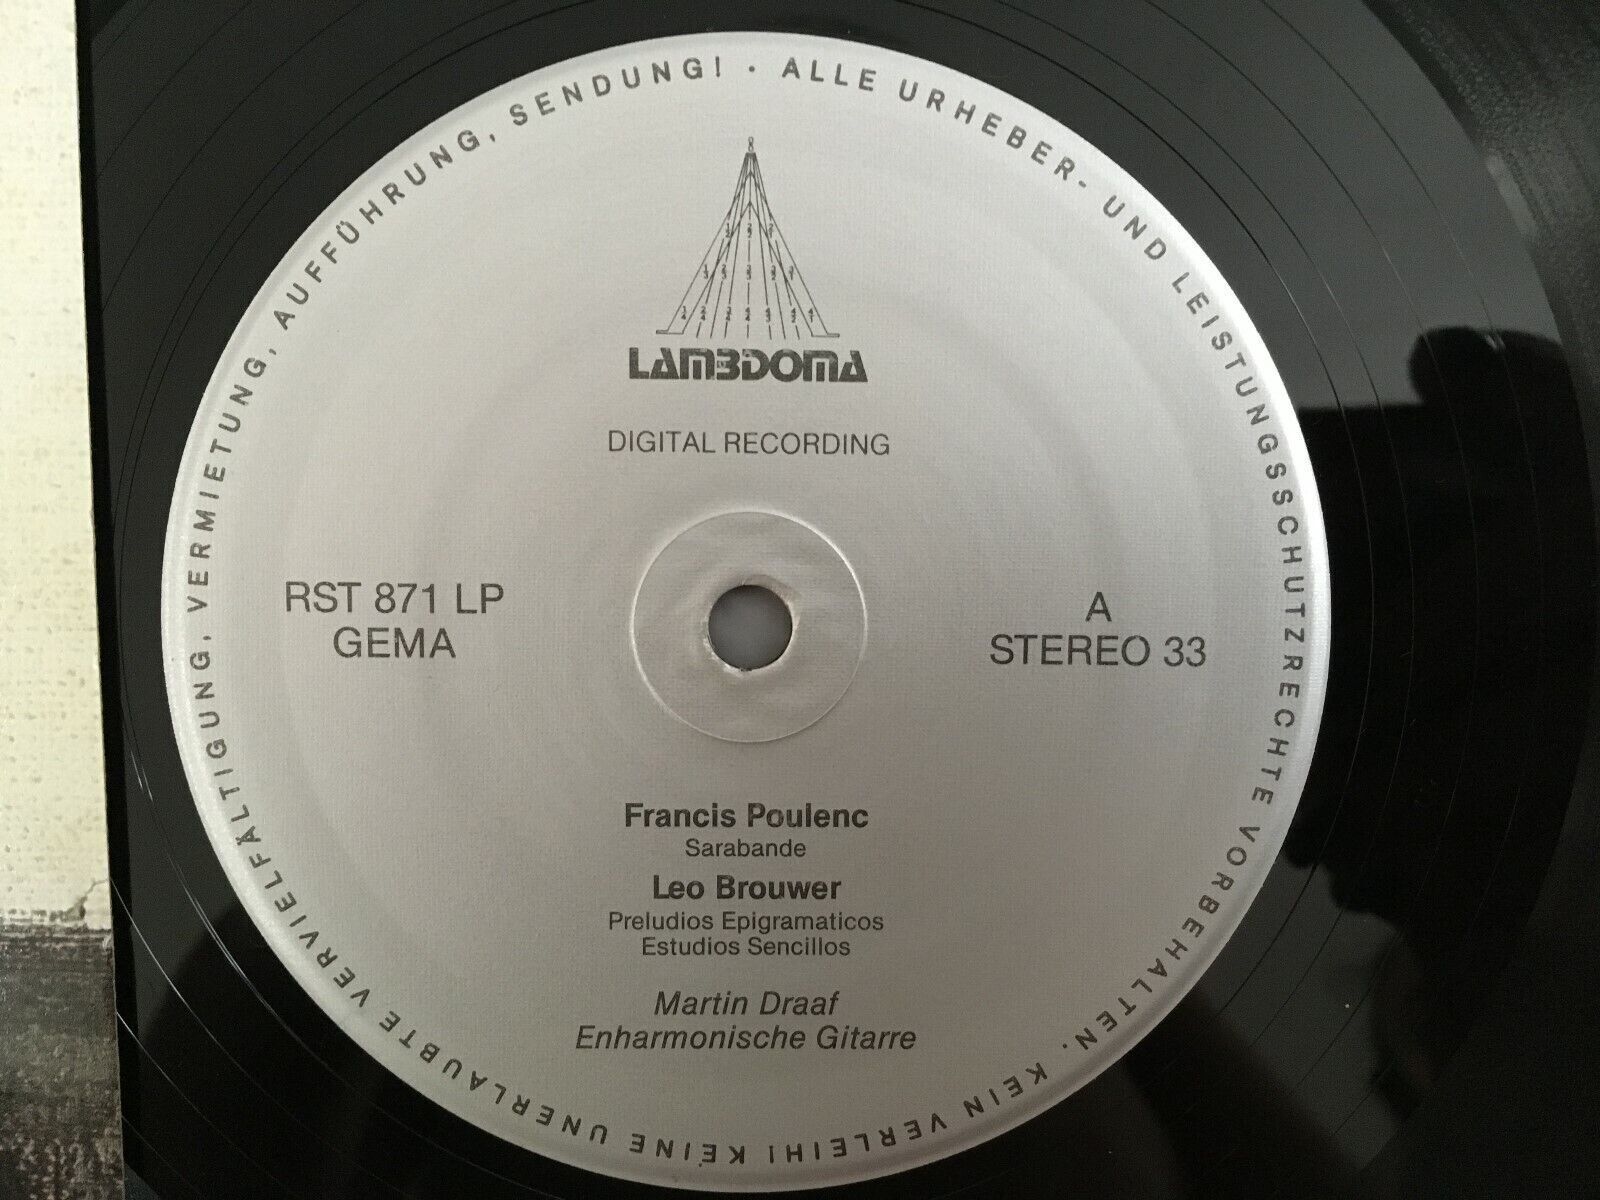 ALLE URHEBER- UND LEISTUNGSSCHUTZRECHTE VORBEHALTEN. KEIN VERLEIH! KEINE UNERLAUBTE VERVIELFÄLTIGUNG, VERMIETUNG, AUFFÜHRUNG, SENDUNG! ·
LAMBDOMA
DIGITAL RECORDING
RST 871 LP
GEMA
A
STEREO 33
Francis Poulenc
Sarabande
Leo Brouwer
Preludios Epigramaticos
Estudios Sencillos
Martin Draaf
Enharmonische Gitarre